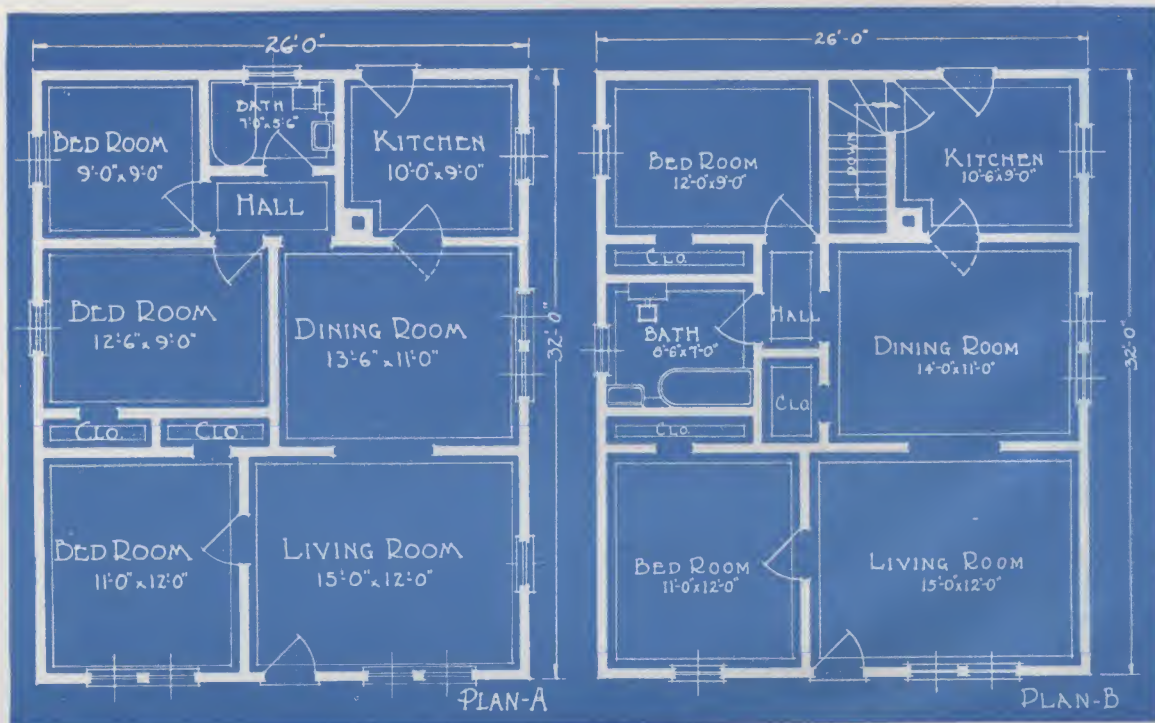 26'0"
BATH
7'0"x5'6"
BED ROOM
9'-0"x9'-0"
KITCHEN
10'-0"x9'-0"
HALL
BED ROOM
12'-6"x9'-0"
DINING ROOM
13'-6"x11'-0"
32'-0"
CLO.
CLO.
BED ROOM
11'-0"x12'-0"
LIVING ROOM
15'-0"x12'-0"
PLAN-A
26'-0"
BED ROOM
12'-0"x9'-0"
DOWN
KITCHEN
10'-6"x9'-0"
CLO.
HALL
BATH
8'-6"x7'-0"
DINING ROOM
14'-0"x11'-0"
32'-0"
CLO
CLO.
BED ROOM
11'-0"x12'-0"
LIVING ROOM
15'-0x12'-0"
PLAN-B